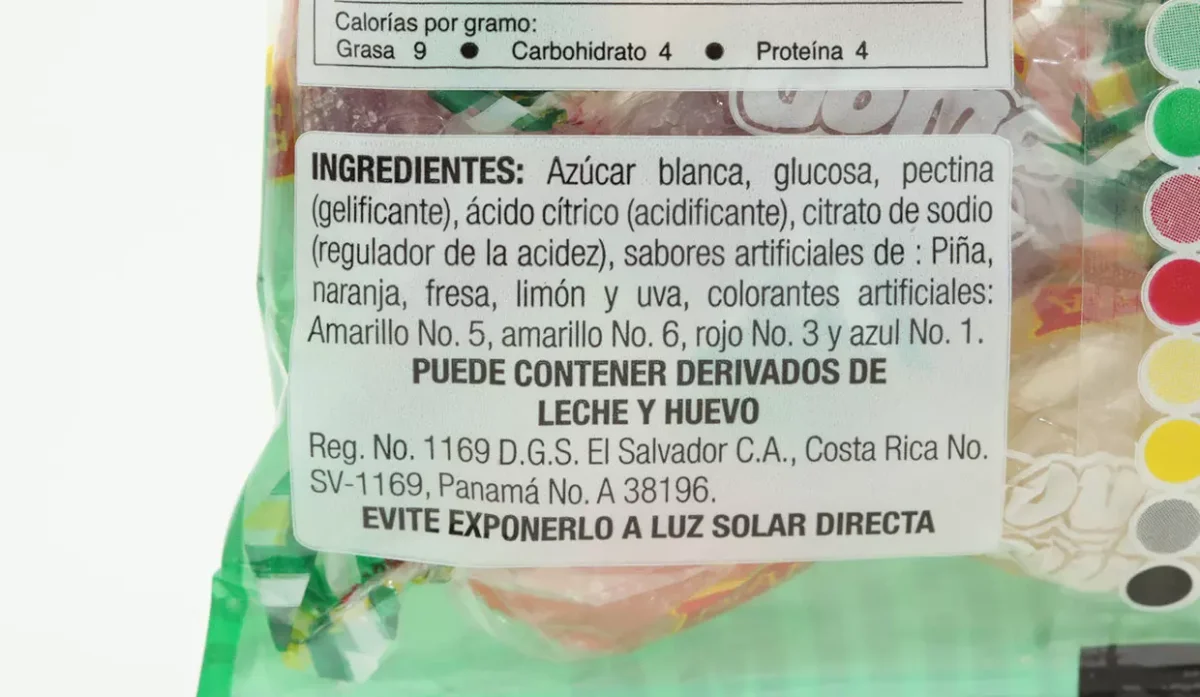 Calorías por gramo:
Grasa 9 ● Carbohidrato 4 ● Proteína 4
INGREDIENTES: Azúcar blanca, glucosa, pectina
(gelificante), ácido cítrico (acidificante), citrato de sodio
(regulador de la acidez), sabores artificiales de : Piña,
naranja, fresa, limón y uva, colorantes artificiales:
Amarillo No. 5, amarillo No. 6, rojo No. 3 y azul No. 1.
PUEDE CONTENER DERIVADOS DE
LECHE Y HUEVO
Reg. No. 1169 D.G.S. El Salvador C.A., Costa Rica No.
SV-1169, Panamá No. A 38196.
EVITE EXPONERLO A LUZ SOLAR DIRECTA